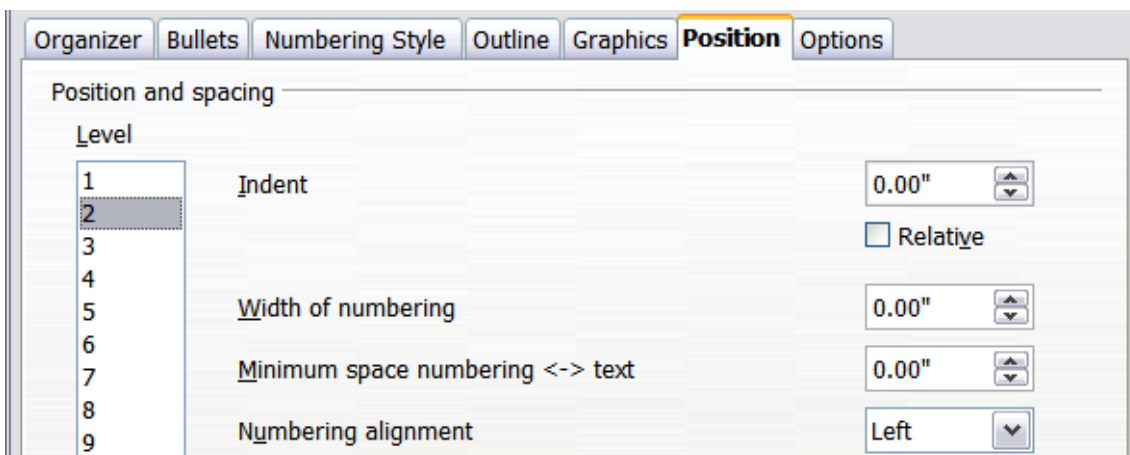 Organizer Bullets Numbering Style Outline Graphics Position Options
Position and spacing
Level
1 Indent 0.00"
2
3 Relative
4
5 Width of numbering 0.00"
6
7 Minimum space numbering <-> text 0.00"
8
9 Numbering alignment Left